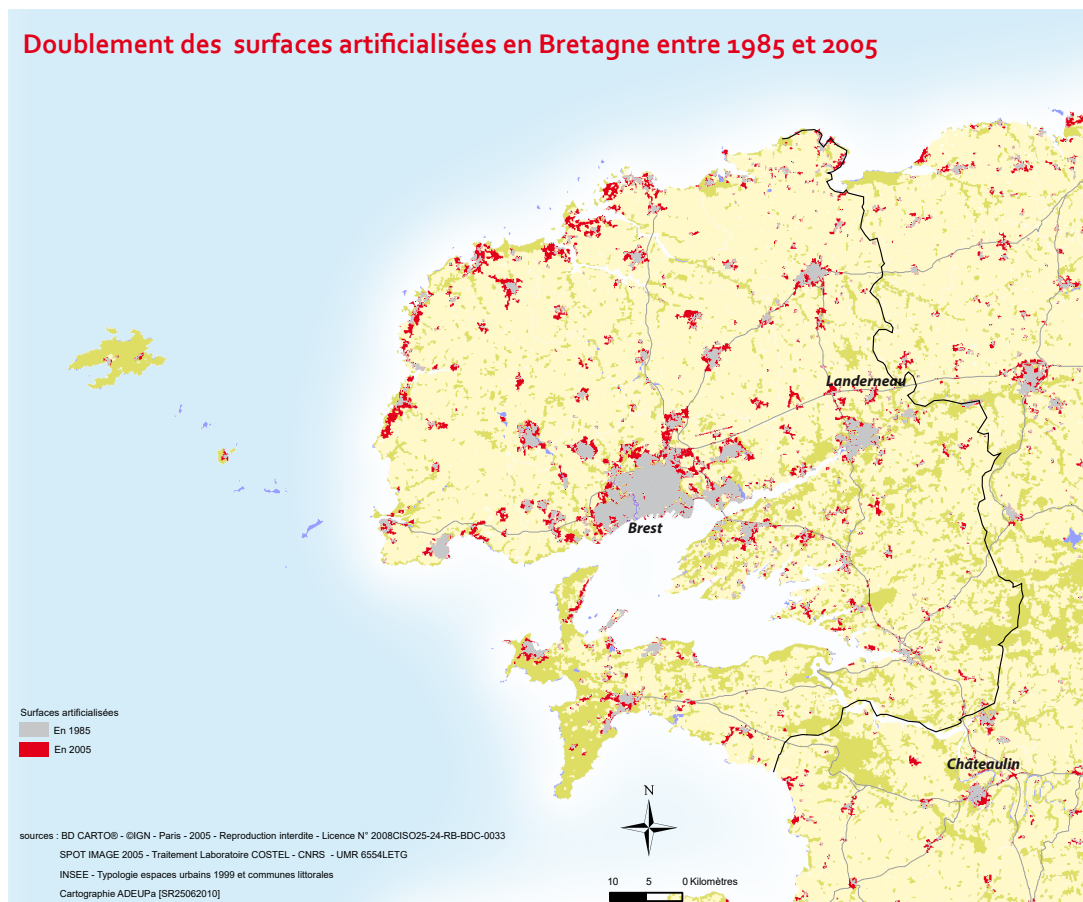 Doublement des surfaces artificialisées en Bretagne entre 1985 et 2005
Landerneau
Brest
Châteaulin
Surfaces artificialisées
En 1985
En 2005
N
sources : BD CARTO® - ©IGN - Paris - 2005 - Reproduction interdite - Licence N° 2008CISO25-24-RB-BDC-0033
SPOT IMAGE 2005 - Traitement Laboratoire COSTEL - CNRS - UMR 6554LETG
INSEE - Typologie espaces urbains 1999 et communes littorales
Cartographie ADEUPa [SR25062010]
10 5 0 Kilomètres